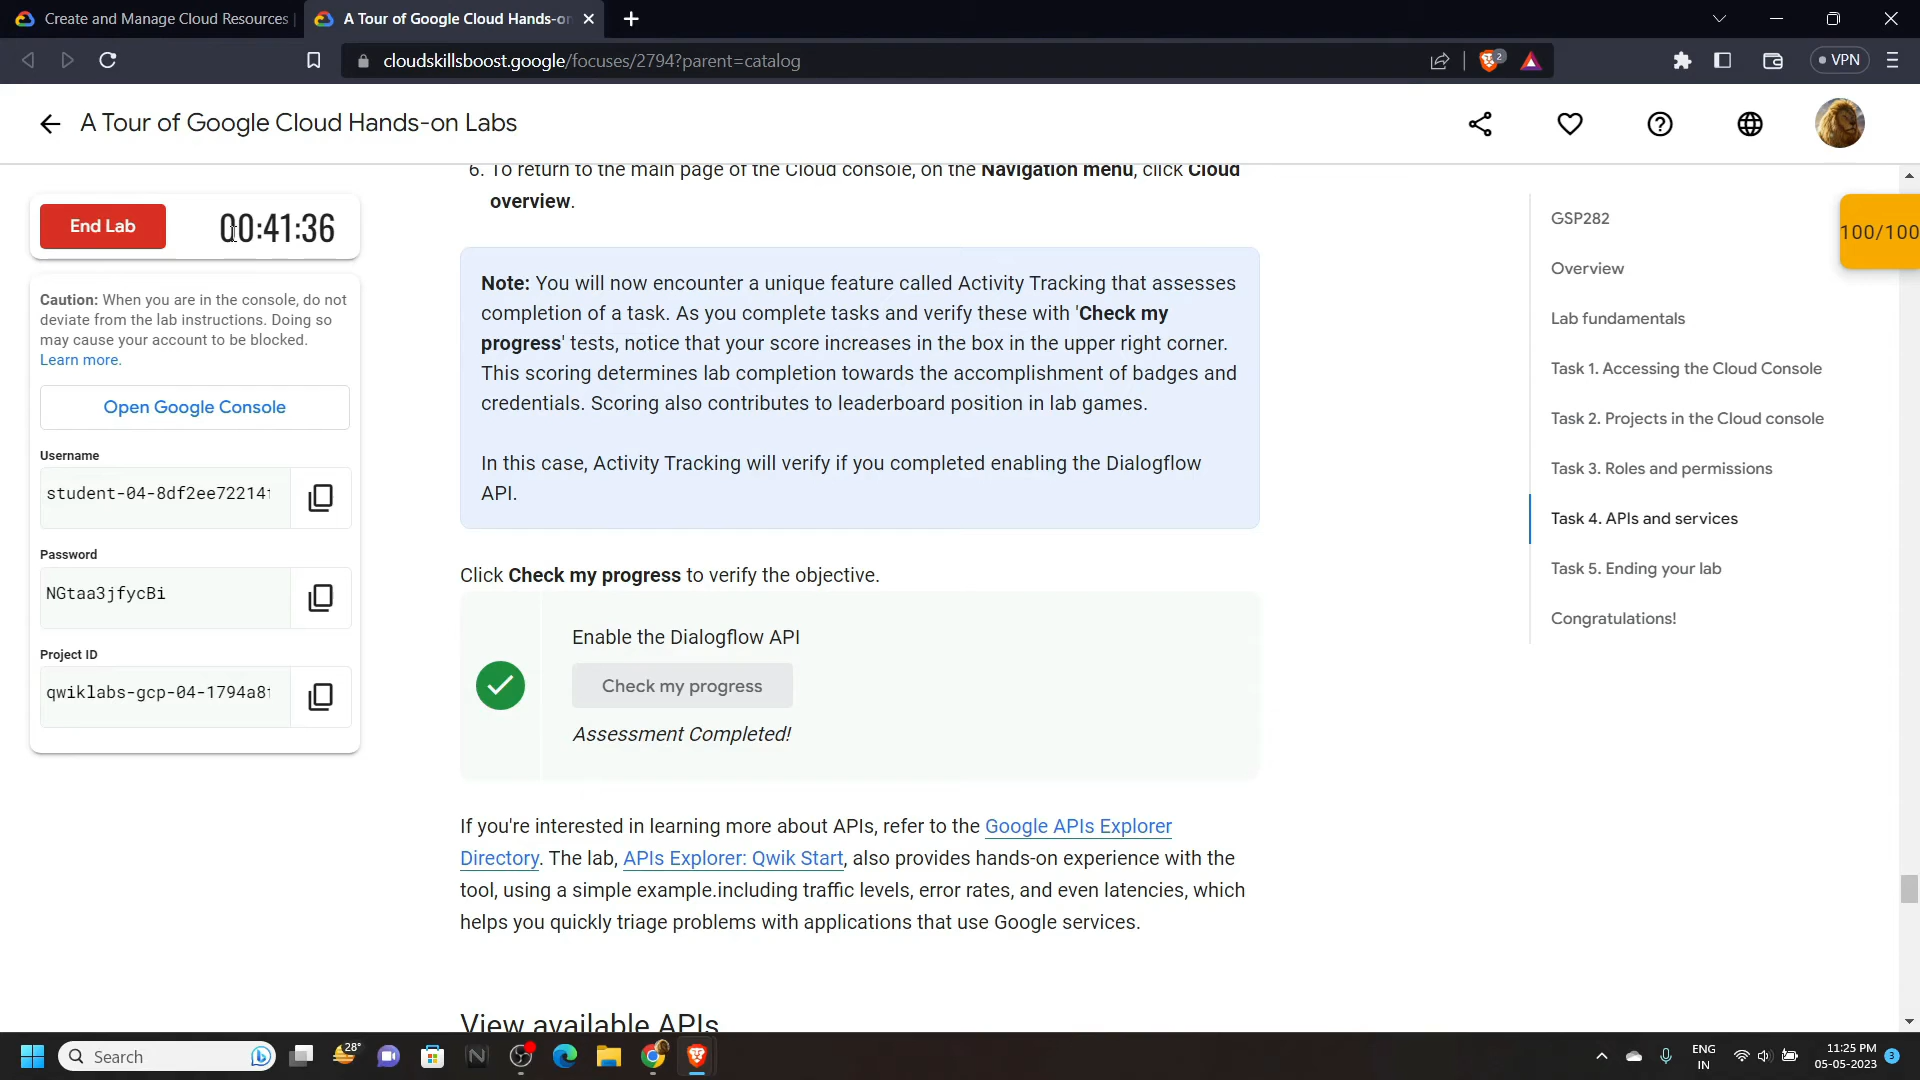 Create and Manage Cloud Resources
A Tour of Google Cloud Hands-o
cloudskillsboost.google/focuses/2794?parent=catalog
2
VPN
A Tour of Google Cloud Hands-on Labs
End Lab
00:41:36
Caution: When you are in the console, do not
deviate from the lab instructions. Doing so
may cause your account to be blocked.
Learn more.
Open Google Console
Username
student-04-8df2ee72214
Password
NGtaa3jfycBi
Project ID
qwiklabs-gcp-04-1794a8
6. To return to the main page of the Cloud console, on the Navigation menu, click Cloud
overview.
Note: You will now encounter a unique feature called Activity Tracking that assesses
completion of a task. As you complete tasks and verify these with 'Check my
progress' tests, notice that your score increases in the box in the upper right corner.
This scoring determines lab completion towards the accomplishment of badges and
credentials. Scoring also contributes to leaderboard position in lab games.
In this case, Activity Tracking will verify if you completed enabling the Dialogflow
API.
Click Check my progress to verify the objective.
Enable the Dialogflow API
Check my progress
Assessment Completed!
If you're interested in learning more about APIs, refer to the Google APIs Explorer
Directory. The lab, APIs Explorer: Qwik Start, also provides hands-on experience with the
tool, using a simple example.including traffic levels, error rates, and even latencies, which
helps you quickly triage problems with applications that use Google services.
View available APIs
GSP282
Overview
Lab fundamentals
Task 1. Accessing the Cloud Console
Task 2. Projects in the Cloud console
Task 3. Roles and permissions
Task 4. APIs and services
Task 5. Ending your lab
Congratulations!
100/100
Search
28°
ENG
IN
11:25 PM
05-05-2023
3